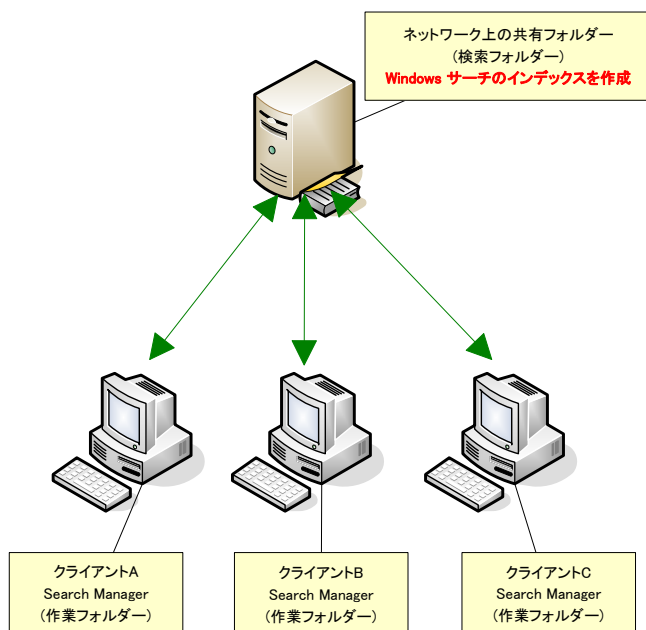 ネットワーク上の共有フォルダー
(検索フォルダー)
Windows サーチのインデックスを作成
クライアントA
Search Manager
(作業フォルダー)
クライアントB
Search Manager
(作業フォルダー)
クライアントC
Search Manager
(作業フォルダー)